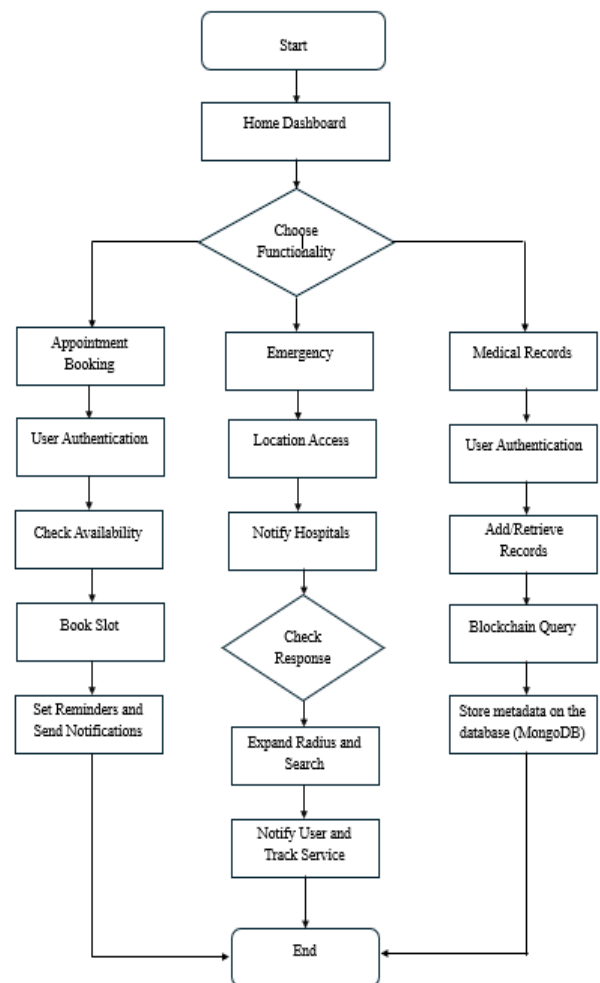 Start
Home Dashboard
Choose
Functionality
Appointment
Booking
User Authentication
Check Availability
Book Slot
Set Reminders and
Send Notifications
Emergency
Location Access
Notify Hospitals
Check
Response
Expand Radius and
Search
Notify User and
Track Service
Medical Records
User Authentication
Add/Retrieve
Records
Blockchain Query
Store metadata on the
database (MongoDB)
End